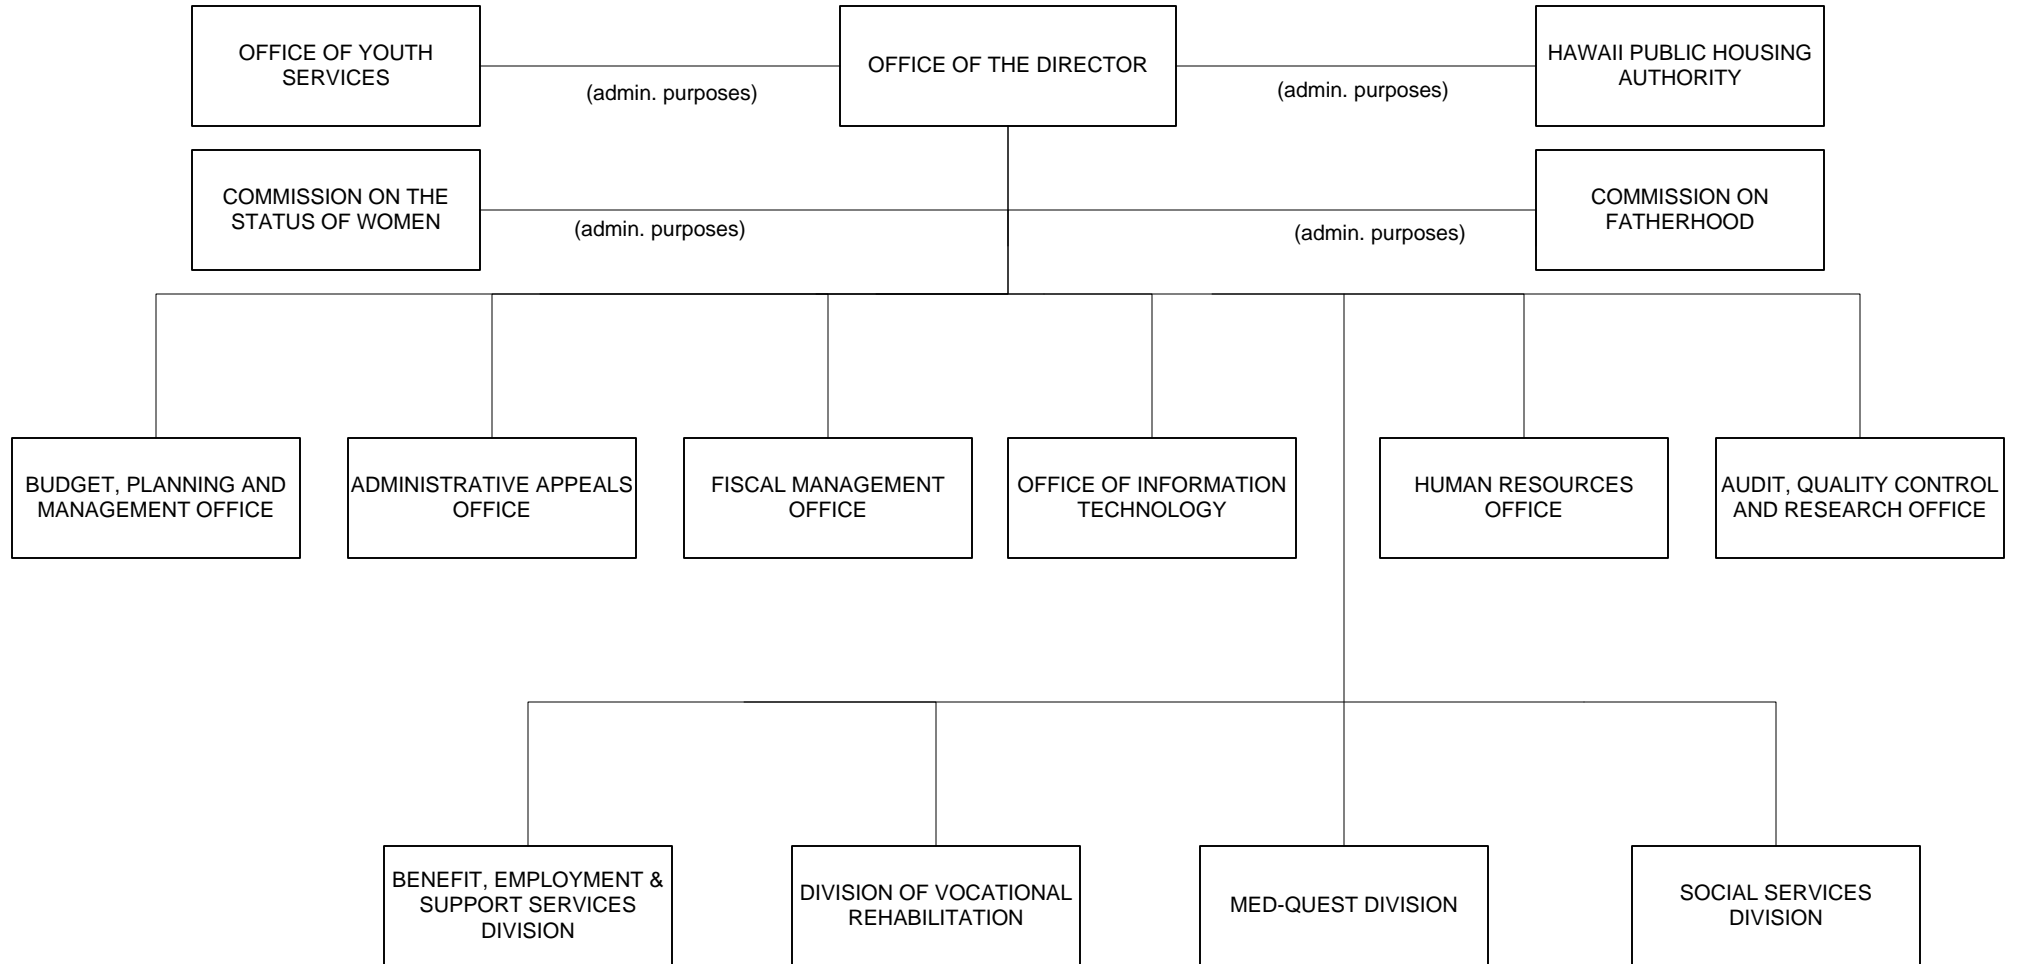 OFFICE OF YOUTH
SERVICES
(admin. purposes)
OFFICE OF THE DIRECTOR
(admin. purposes)
HAWAII PUBLIC HOUSING
AUTHORITY
COMMISSION ON THE
STATUS OF WOMEN
(admin. purposes)
(admin. purposes)
COMMISSION ON
FATHERHOOD
BUDGET, PLANNING AND
MANAGEMENT OFFICE
ADMINISTRATIVE APPEALS
OFFICE
FISCAL MANAGEMENT
OFFICE
OFFICE OF INFORMATION
TECHNOLOGY
HUMAN RESOURCES
OFFICE
AUDIT, QUALITY CONTROL
AND RESEARCH OFFICE
BENEFIT, EMPLOYMENT &
SUPPORT SERVICES
DIVISION
DIVISION OF VOCATIONAL
REHABILITATION
MED-QUEST DIVISION
SOCIAL SERVICES
DIVISION